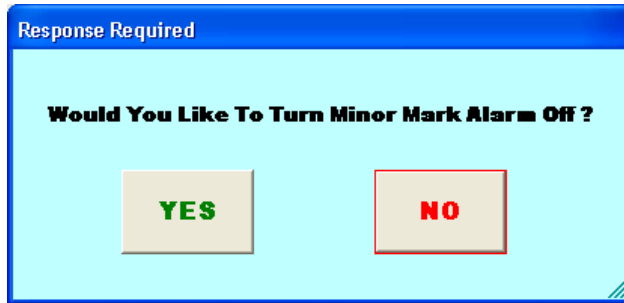 Response Required
Would You Like To Turn Minor Mark Alarm Off ?
YES
NO